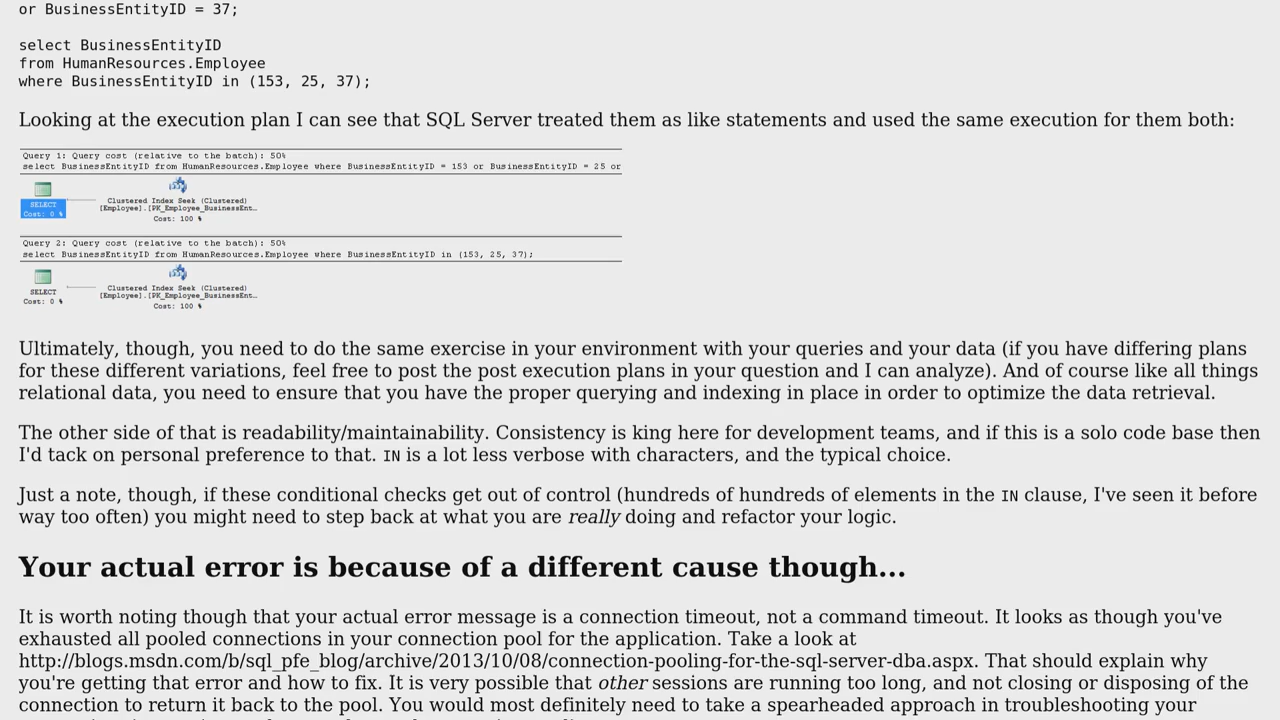 or BusinessEntityID = 37;
select BusinessEntityID
from HumanResources.Employee
where BusinessEntityID in (153, 25, 37);
Looking at the execution plan I can see that SQL Server treated them as like statements and used the same execution for them both:
Query 1: Query cost (relative to the batch): 50%
select BusinessEntityID from HumanResources.Employee where BusinessEntityID = 153 or BusinessEntityID = 25 or
SELECT
Cost: 0 %
Clustered Index Seek (Clustered)
[Employee].[PK_Employee_BusinessEnt…
Cost: 100 %
Query 2: Query cost (relative to the batch): 50%
select BusinessEntityID from HumanResources.Employee where BusinessEntityID in (153, 25, 37);
SELECT
Cost: 0 %
Clustered Index Seek (Clustered)
[Employee].[PK_Employee_BusinessEnt…
Cost: 100 %
Ultimately, though, you need to do the same exercise in your environment with your queries and your data (if you have differing plans
for these different variations, feel free to post the post execution plans in your question and I can analyze). And of course like all things
relational data, you need to ensure that you have the proper querying and indexing in place in order to optimize the data retrieval.
The other side of that is readability/maintainability. Consistency is king here for development teams, and if this is a solo code base then
I'd tack on personal preference to that. IN is a lot less verbose with characters, and the typical choice.
Just a note, though, if these conditional checks get out of control (hundreds of hundreds of elements in the IN clause, I've seen it before
way too often) you might need to step back at what you are really doing and refactor your logic.
Your actual error is because of a different cause though...
It is worth noting though that your actual error message is a connection timeout, not a command timeout. It looks as though you've
exhausted all pooled connections in your connection pool for the application. Take a look at
http://blogs.msdn.com/b/sql_pfe_blog/archive/2013/10/08/connection-pooling-for-the-sql-server-dba.aspx. That should explain why
you're getting that error and how to fix. It is very possible that other sessions are running too long, and not closing or disposing of the
connection to return it back to the pool. You would most definitely need to take a spearheaded approach in troubleshooting your